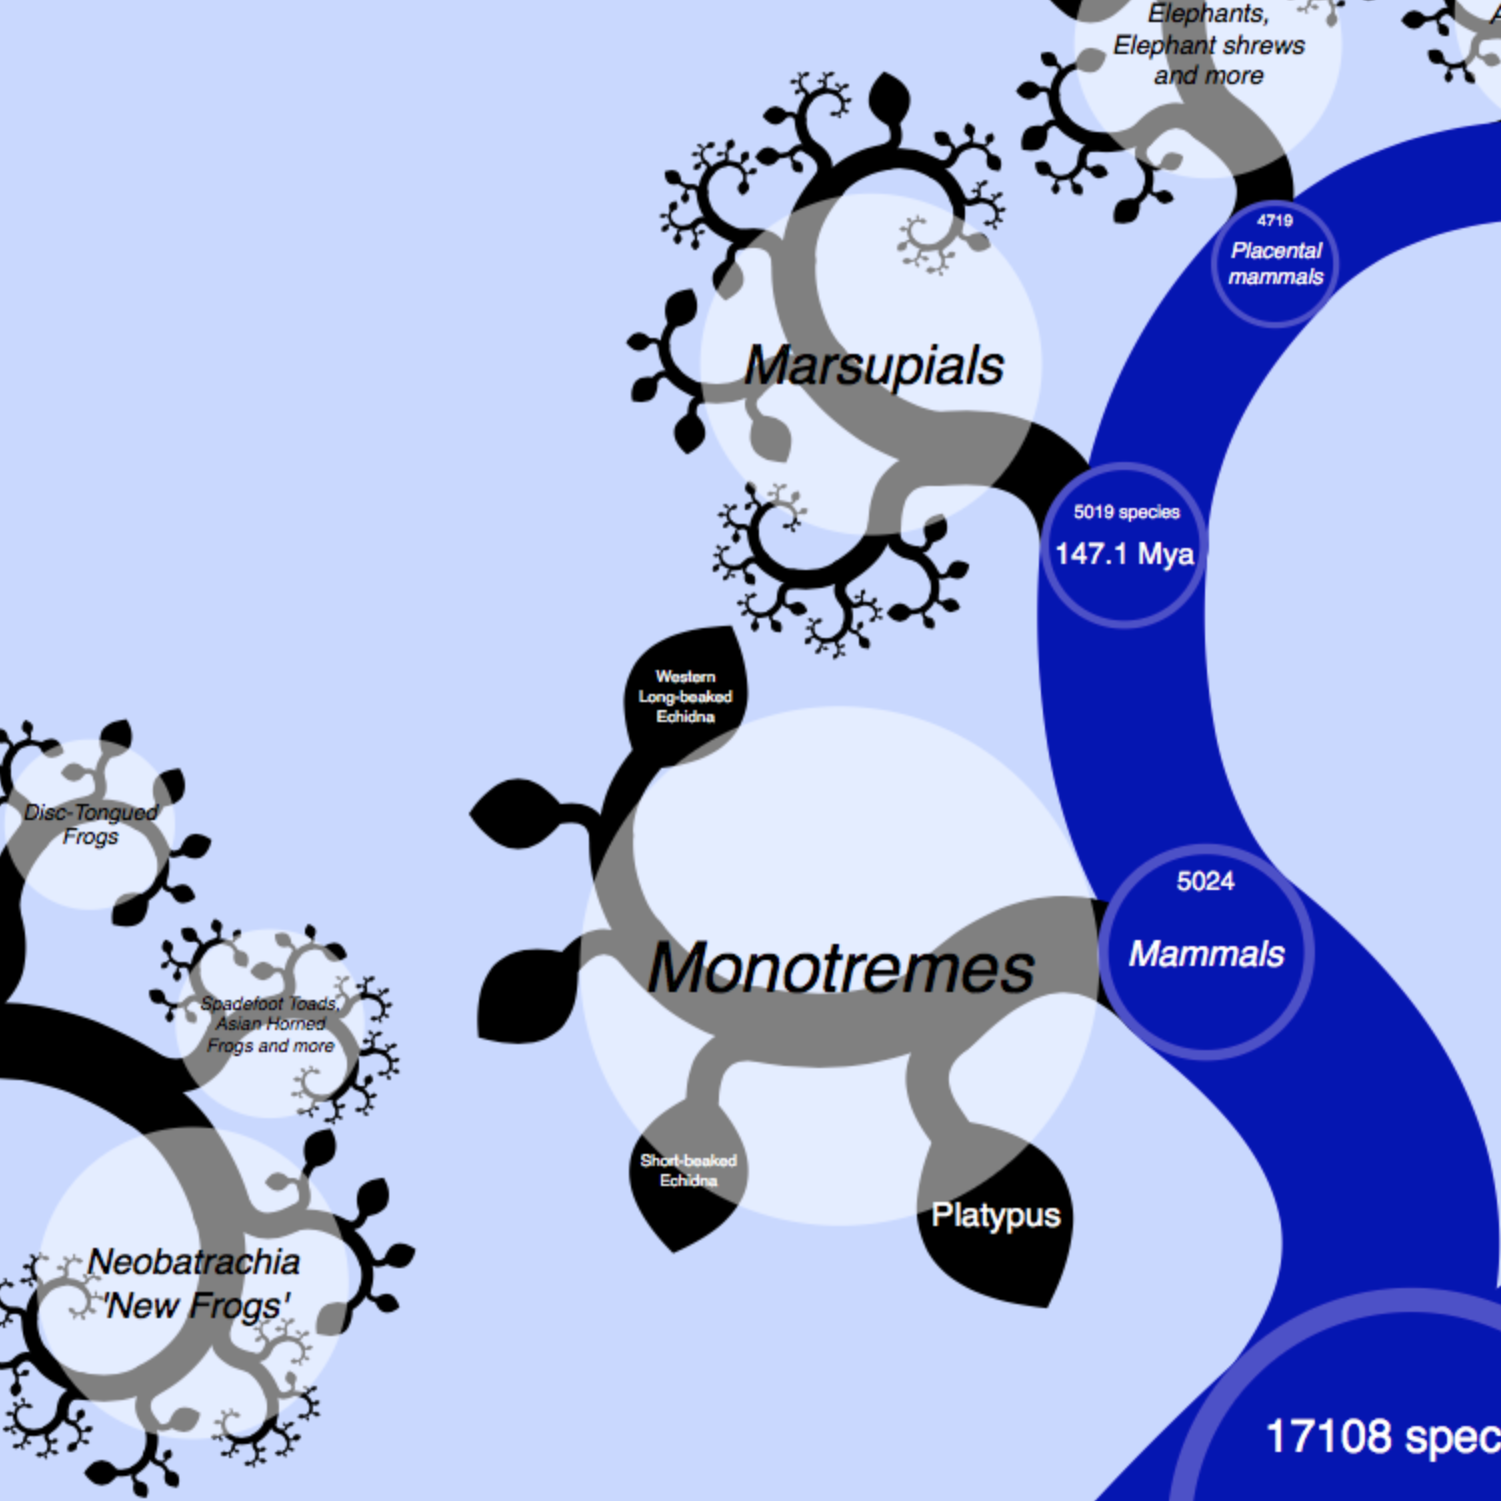 Elephants,
Elephant shrews
and more
4719
Placental
mammals
Marsupials
5019 species
147.1 Mya
Western
Long-beaked
Echidna
Disc-Tongued
Frogs
5024
Mammals
Monotremes
Spadefoot Toads,
Asian Horned
Frogs and more
Short-beaked
Echidna
Platypus
Neobatrachia
'New Frogs'
17108 spec